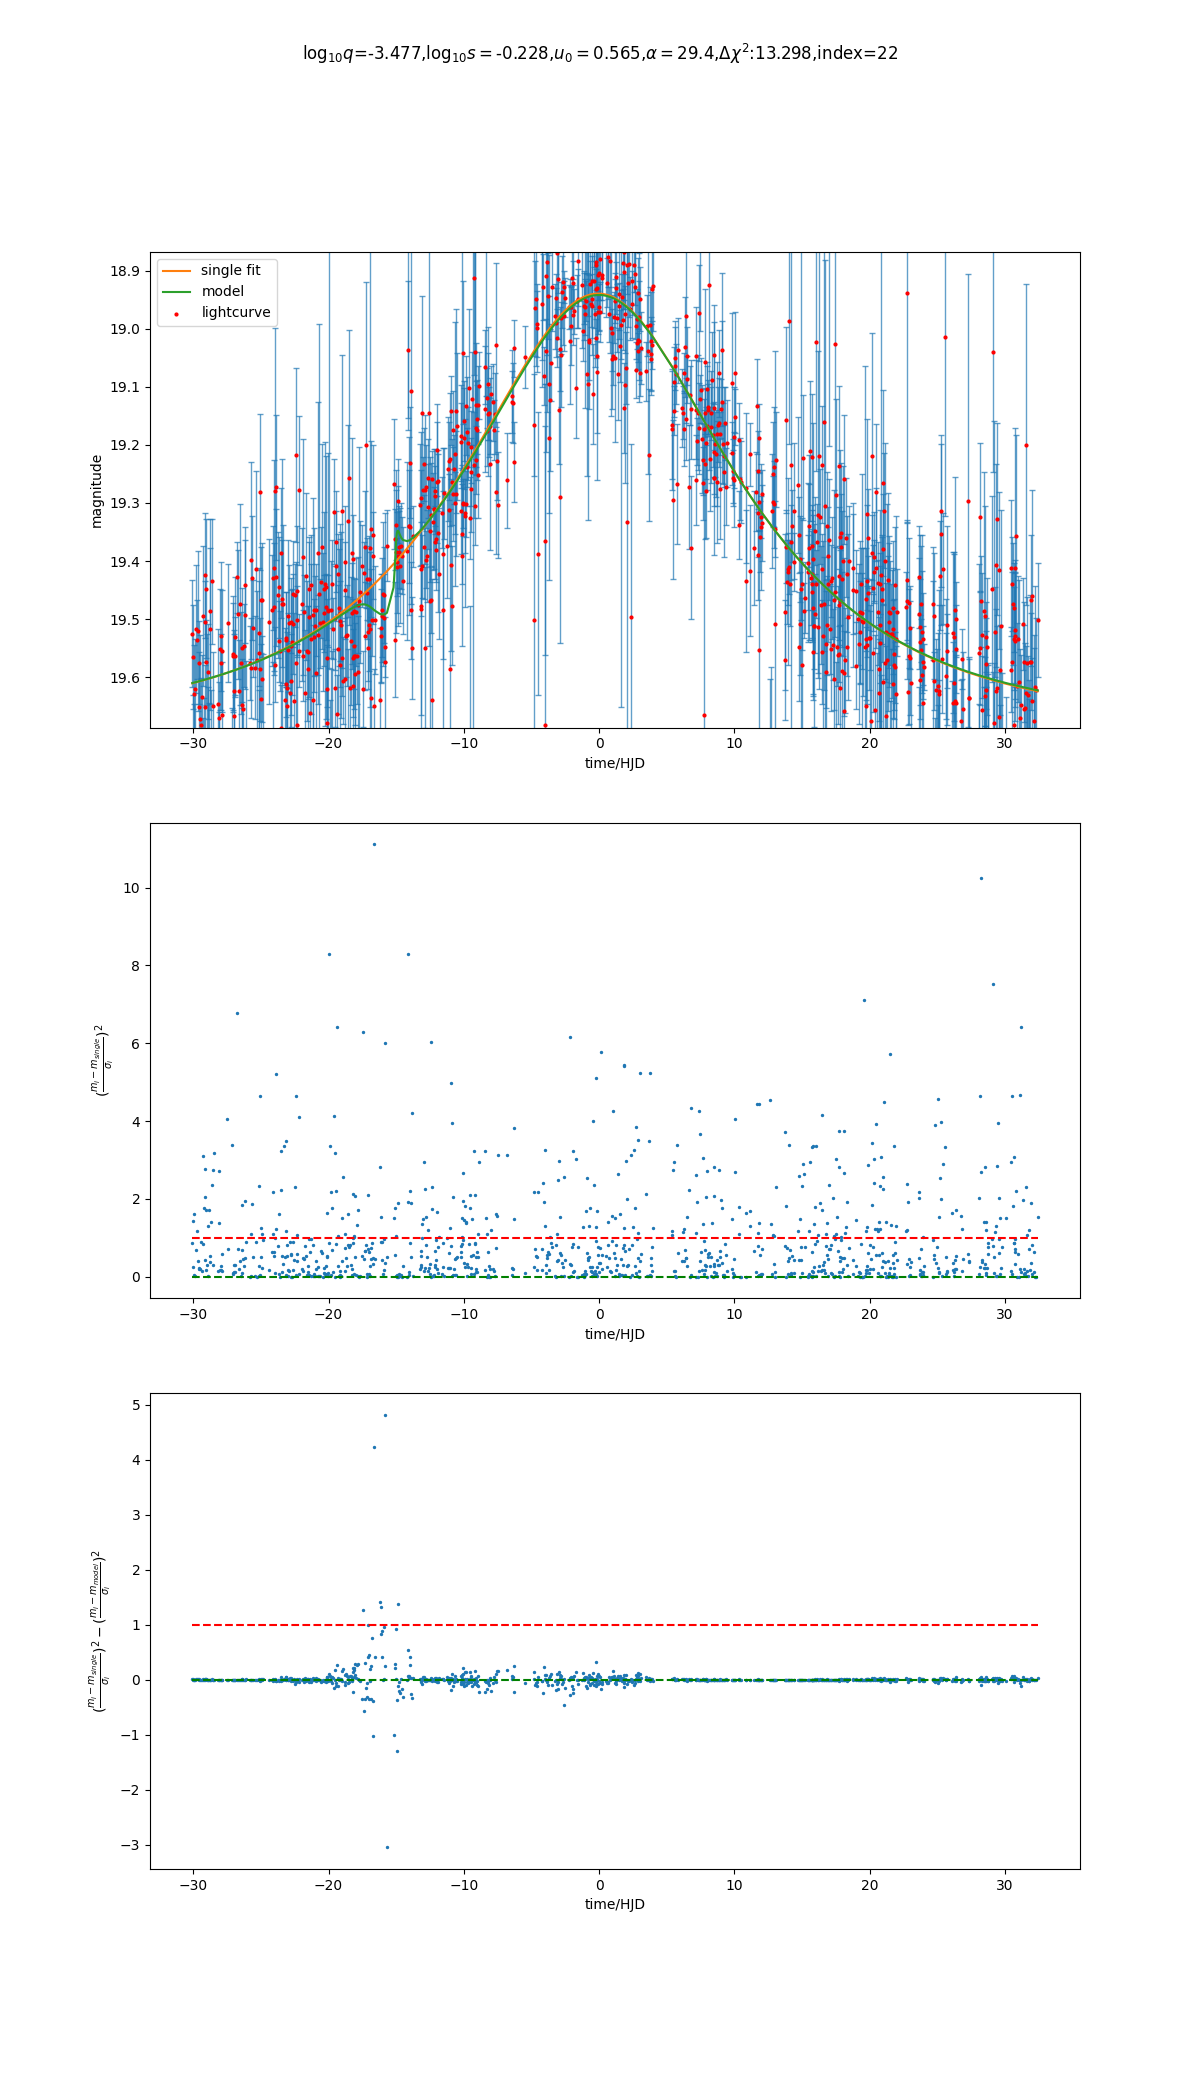 log₁₀q=-3.477,log₁₀s = -0.228,u₀ = 0.565,α = 29.4,Δχ²:13.298,index=22
single fit
model
lightcurve
18.9
19.0
19.1
19.2
19.3
19.4
19.5
19.6
magnitude
−30 −20 −10 0 10 20 30
time/HJD
10
8
6
4
2
0
(mᵢ − m_single / σᵢ)²
−30 −20 −10 0 10 20 30
time/HJD
5
4
3
2
1
0
−1
−2
−3
(mᵢ − m_single / σᵢ)² − (mᵢ − m_model / σᵢ)²
−30 −20 −10 0 10 20 30
time/HJD